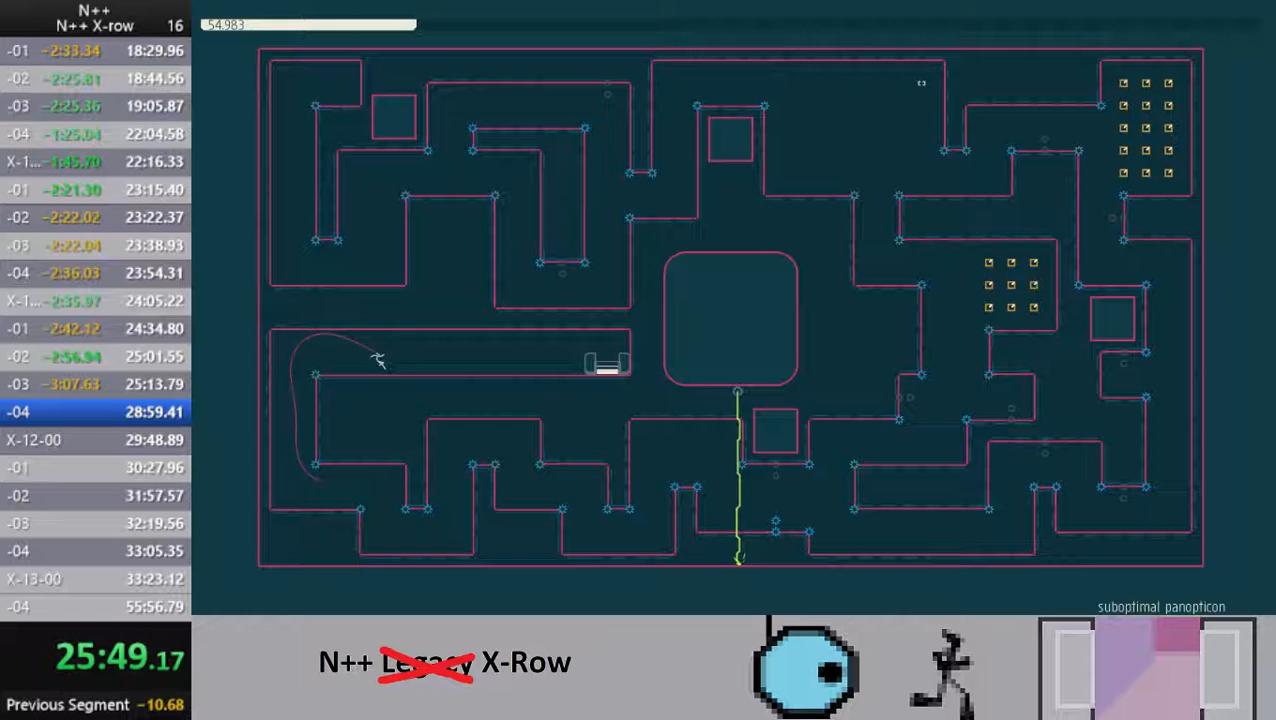 N++
N++ X-row 16
-01 −2:33.34 18:29.96
-02 −2:25.81 18:44.56
-03 −2:25.36 19:05.87
-04 −1:25.04 22:04.58
X-1... −1:45.70 22:16.33
-01 −2:21.30 23:15.40
-02 −2:22.02 23:22.37
-03 −2:22.04 23:38.93
-04 −2:36.03 23:54.31
X-1... −2:35.97 24:05.22
-01 −2:42.12 24:34.80
-02 −2:56.94 25:01.55
-03 −3:07.63 25:13.79
-04 28:59.41
X-12-00 29:48.89
-01 30:27.96
-02 31:57.57
-03 32:19.56
-04 33:05.35
X-13-00 33:23.12
-04 55:56.79
25:49.17
Previous Segment −10.68
54.983
suboptimal panopticon
N++ Legacy X-Row